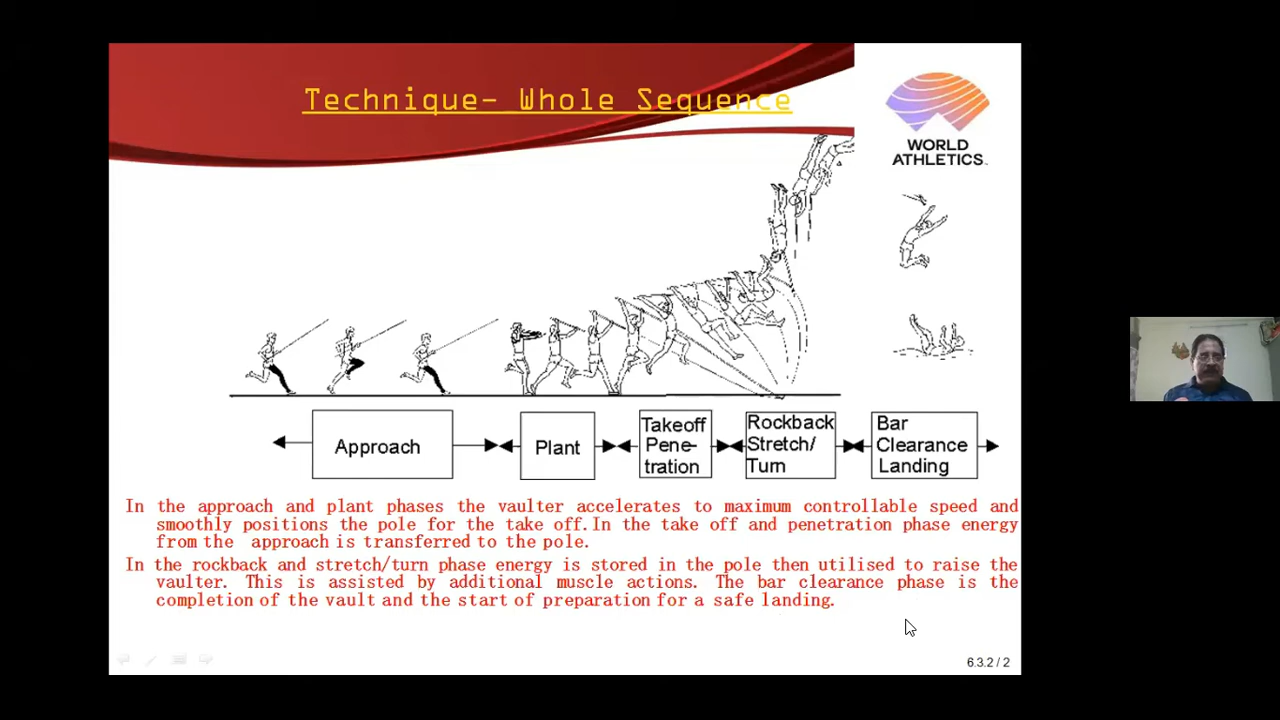 Technique- Whole Sequence
WORLD
ATHLETICS
Approach
Plant
Takeoff
Pene-
tration
Rockback
Stretch/
Turn
Bar
Clearance
Landing
In the approach and plant phases the vaulter accelerates to maximum controllable speed and
smoothly positions the pole for the take off.In the take off and penetration phase energy
from the approach is transferred to the pole.
In the rockback and stretch/turn phase energy is stored in the pole then utilised to raise the
vaulter. This is assisted by additional muscle actions. The bar clearance phase is the
completion of the vault and the start of preparation for a safe landing.
6.3.2 / 2